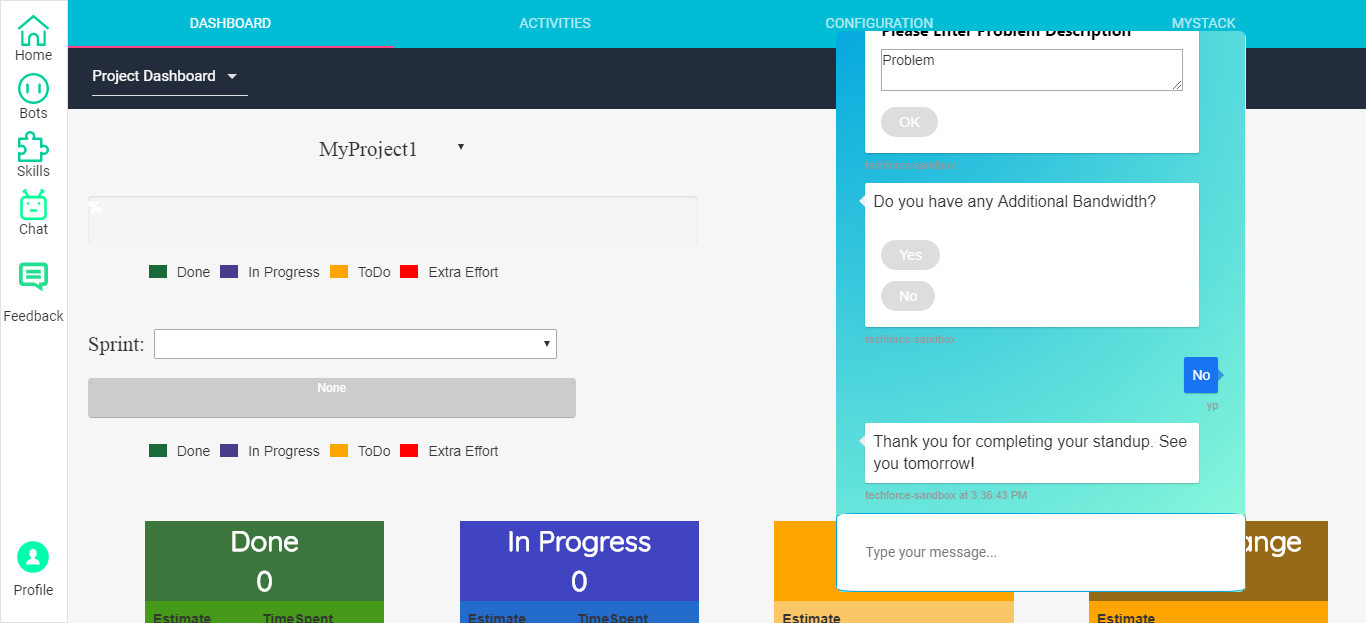 DASHBOARD
ACTIVITIES
CONFIGURATION
MYSTACK
Home
Bots
Skills
Chat
Feedback
Profile
Project Dashboard
MyProject1
%
Done
In Progress
ToDo
Extra Effort
Sprint:
None
Done
In Progress
ToDo
Extra Effort
Done
0
Estimate
TimeSpent
In Progress
0
Estimate
TimeSpent
Estimate
Estimate
Please Enter Problem Description
Problem
OK
techforce-sandbox
Do you have any Additional Bandwidth?
Yes
No
techforce-sandbox
No
yp
Thank you for completing your standup. See
you tomorrow!
techforce-sandbox at 3:36:43 PM
Type your message...